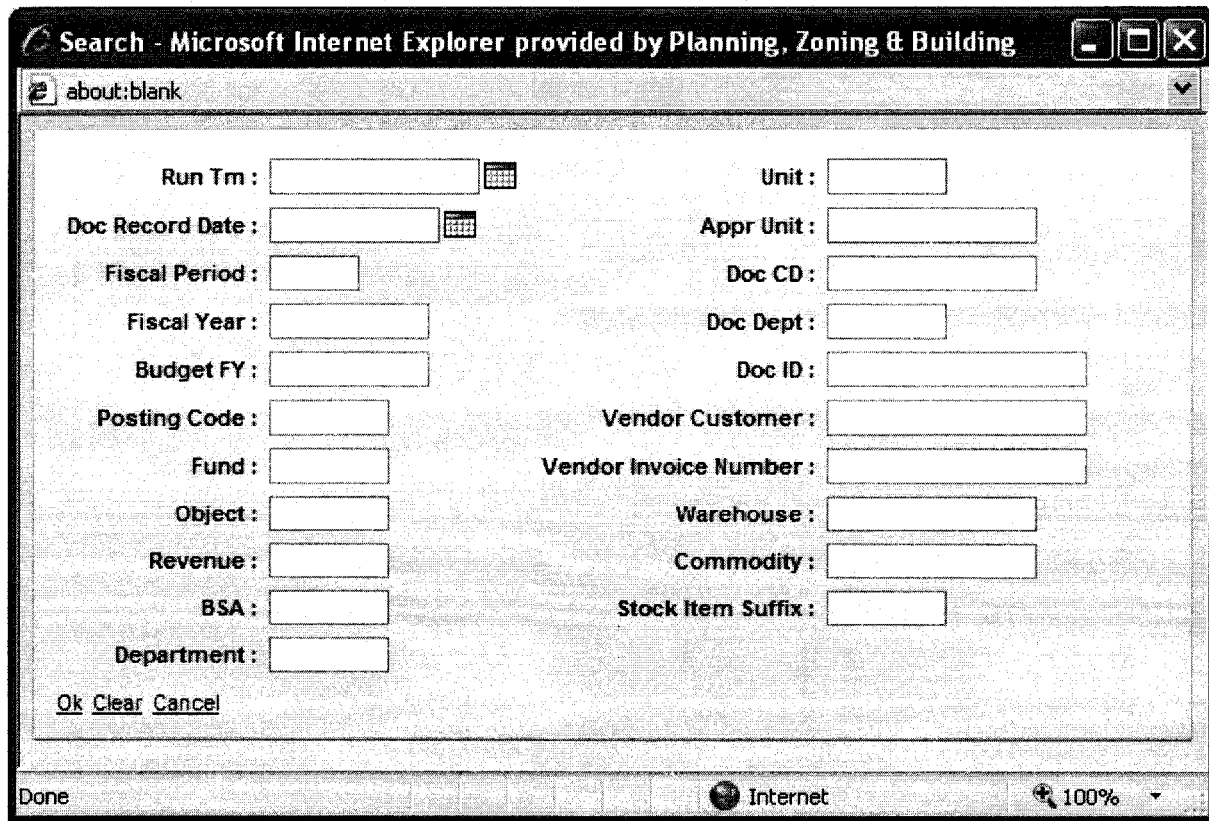 Search - Microsoft Internet Explorer provided by Planning, Zoning & Building
about:blank
Run Tm :
Unit :
Doc Record Date :
Appr Unit :
Fiscal Period :
Doc CD :
Fiscal Year :
Doc Dept :
Budget FY :
Doc ID :
Posting Code :
Vendor Customer :
Fund :
Vendor Invoice Number :
Object :
Warehouse :
Revenue :
Commodity :
BSA :
Stock Item Suffix :
Department :
Ok Clear Cancel
Done Internet 100%